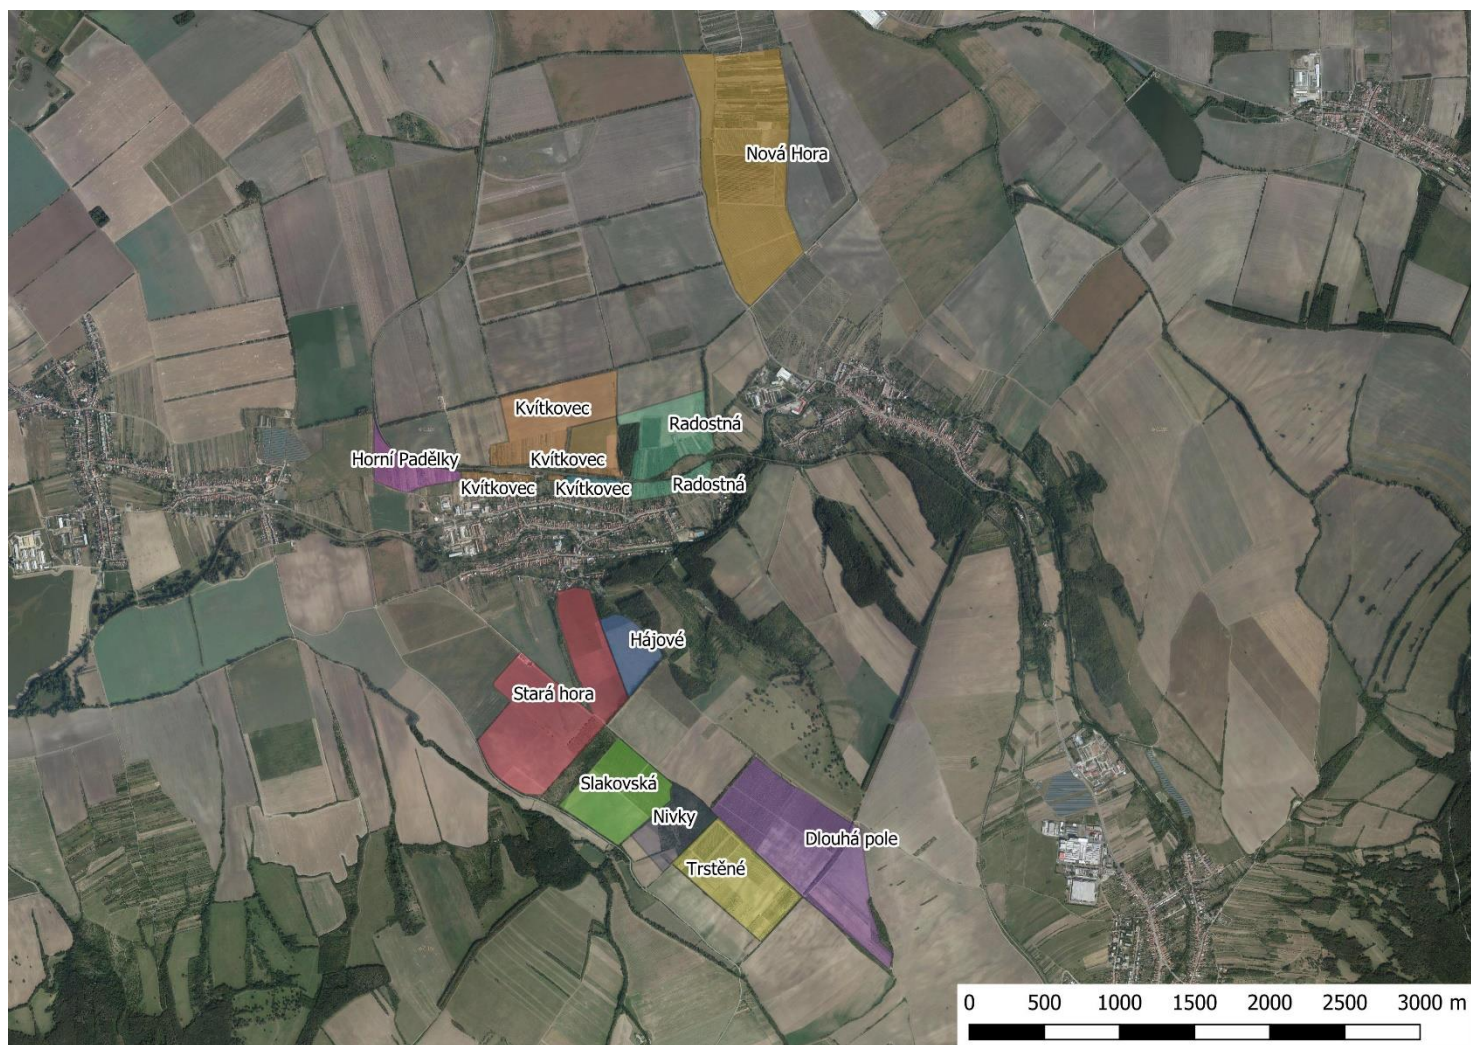 Nová Hora
Kvítkovec
Radostná
Horní Padělky
Kvítkovec
Kvítkovec
Kvítkovec
Radostná
Hájové
Stará hora
Slakovská
Nivky
Dlouhá pole
Trstěné
0 500 1000 1500 2000 2500 3000 m